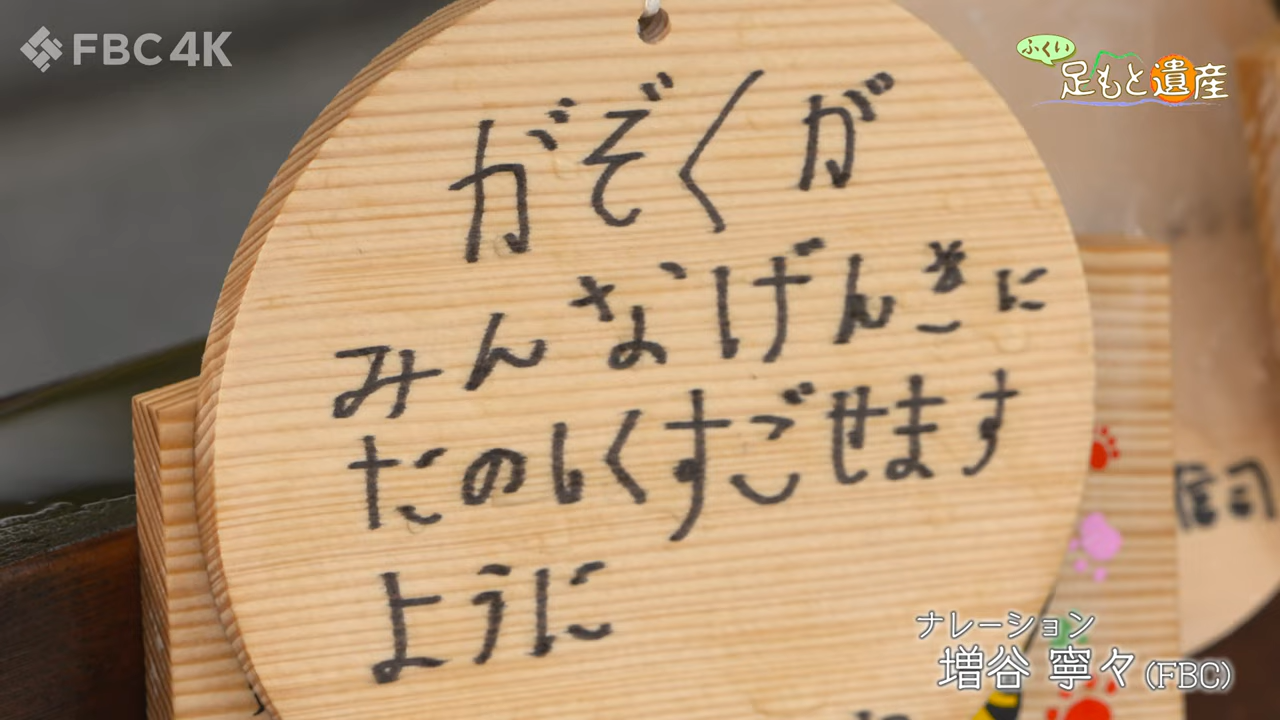 FBC 4K
ふくい
足もと遺産
がぞくが
みんなげんきに
たのしくすごせます
ように
ナレーション
増谷 寧々(FBC)